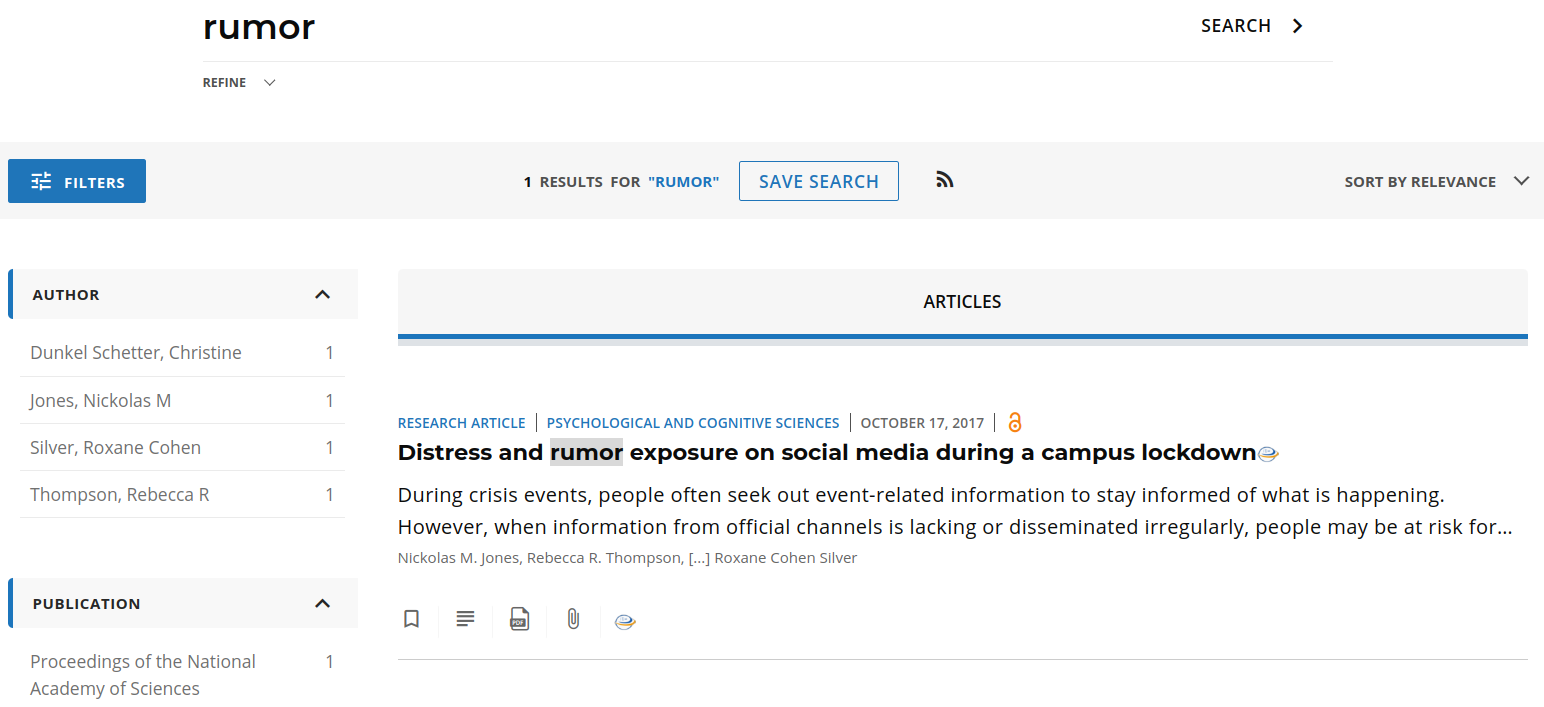 rumor
SEARCH
REFINE
FILTERS
1 RESULTS FOR "RUMOR"
SAVE SEARCH
SORT BY RELEVANCE
AUTHOR
Dunkel Schetter, Christine 1
Jones, Nickolas M 1
Silver, Roxane Cohen 1
Thompson, Rebecca R 1
PUBLICATION
Proceedings of the National 1
Academy of Sciences
ARTICLES
RESEARCH ARTICLE | PSYCHOLOGICAL AND COGNITIVE SCIENCES | OCTOBER 17, 2017 |
Distress and rumor exposure on social media during a campus lockdown
During crisis events, people often seek out event-related information to stay informed of what is happening.
However, when information from official channels is lacking or disseminated irregularly, people may be at risk for...
Nickolas M. Jones, Rebecca R. Thompson, [...] Roxane Cohen Silver
PDF